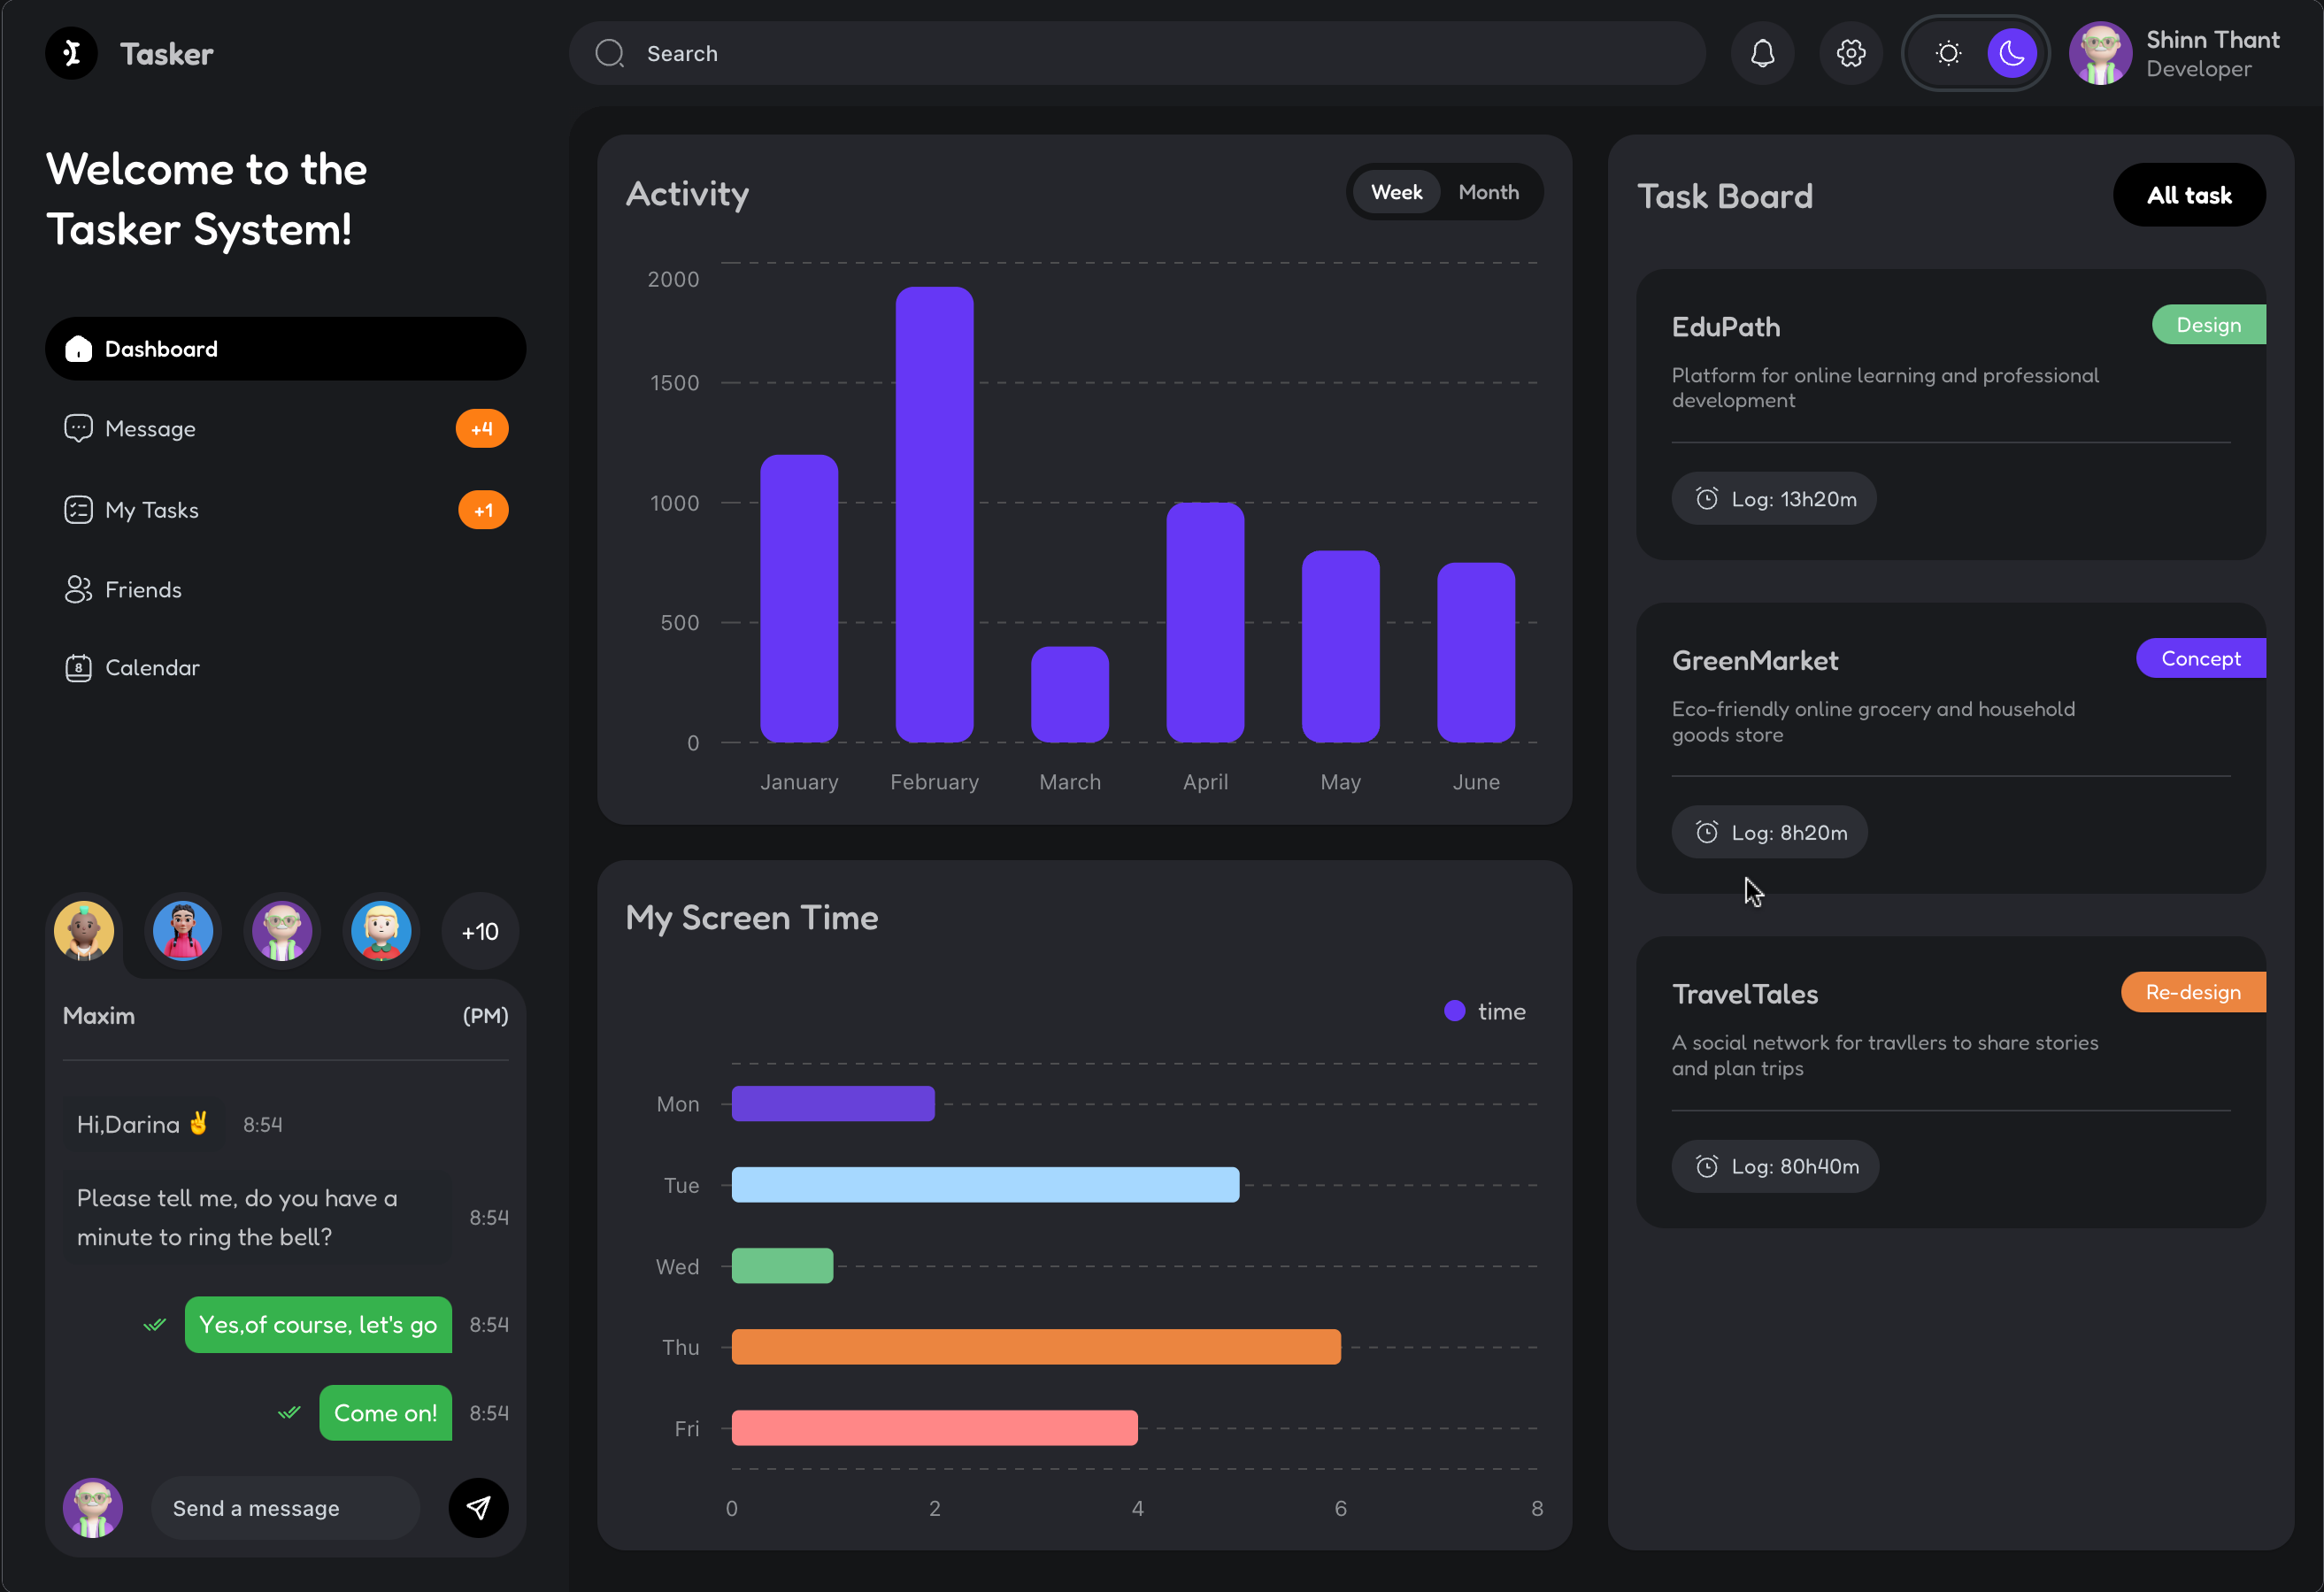 Tasker
Search
Shinn Thant
Developer
Welcome to the
Tasker System!
Dashboard
Message
+4
My Tasks
+1
Friends
8
Calendar
+10
Maxim
(PM)
Hi,Darina ✌️ 8:54
Please tell me, do you have a
minute to ring the bell?
8:54
Yes,of course, let's go
8:54
Come on!
8:54
Send a message
Activity
Week Month
2000
1500
1000
500
0
January February March April May June
My Screen Time
time
Mon
Tue
Wed
Thu
Fri
0 2 4 6 8
Task Board
All task
EduPath
Design
Platform for online learning and professional
development
Log: 13h20m
GreenMarket
Concept
Eco-friendly online grocery and household
goods store
Log: 8h20m
TravelTales
Re-design
A social network for travllers to share stories
and plan trips
Log: 80h40m